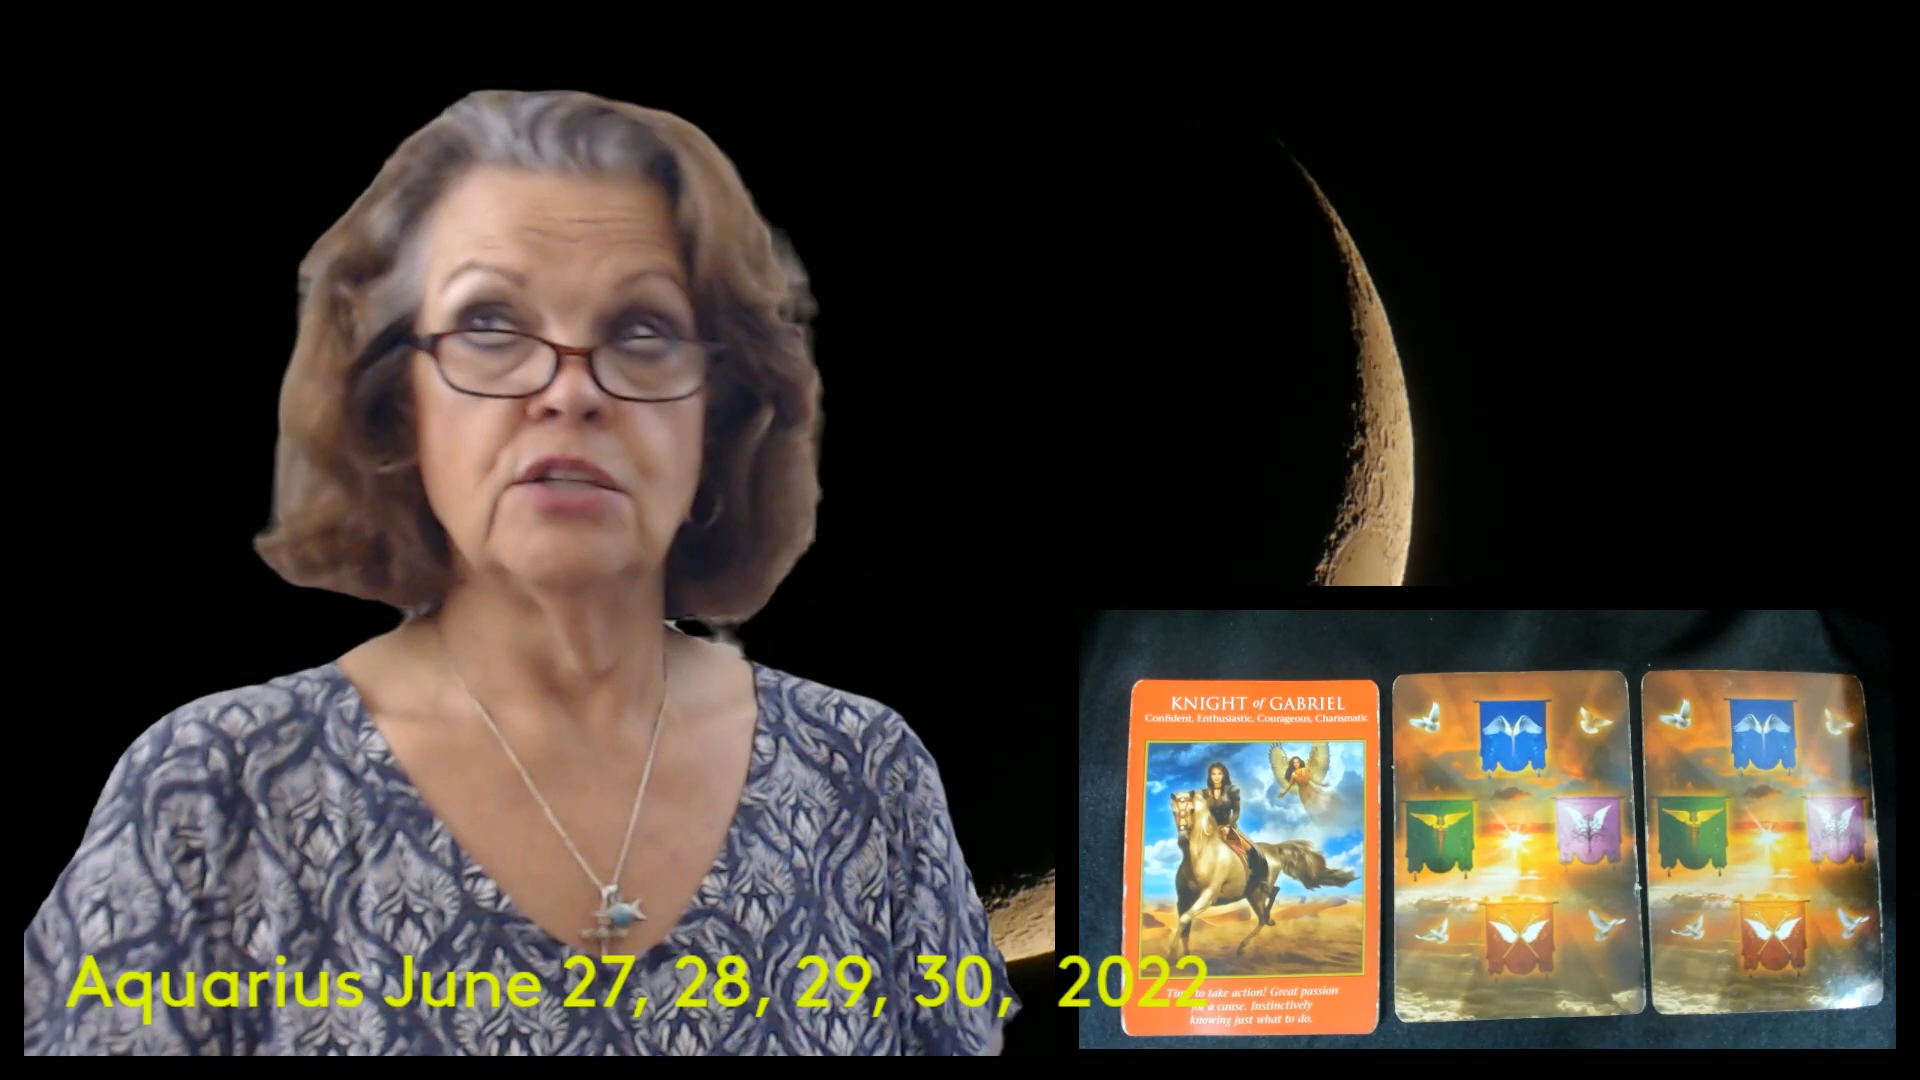 KNIGHT of GABRIEL
Confident, Enthusiastic, Courageous, Charismatic
Aquarius June 27, 28, 29, 30, 2022
Time to take action! Great passion
for a cause. Instinctively
knowing just what to do.